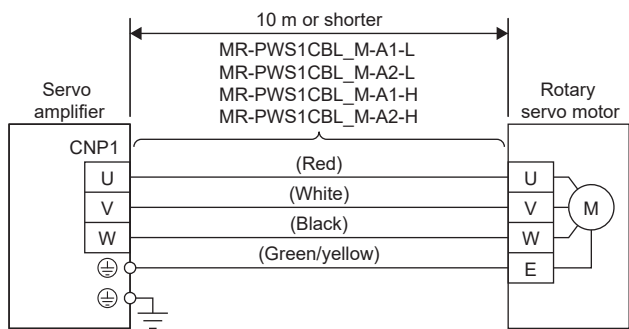 10 m or shorter
MR-PWS1CBL_M-A1-L
MR-PWS1CBL_M-A2-L
MR-PWS1CBL_M-A1-H
MR-PWS1CBL_M-A2-H
Servo
amplifier
Rotary
servo motor
CNP1
U
(Red)
U
V
(White)
V
M
W
(Black)
W
(Green/yellow)
E